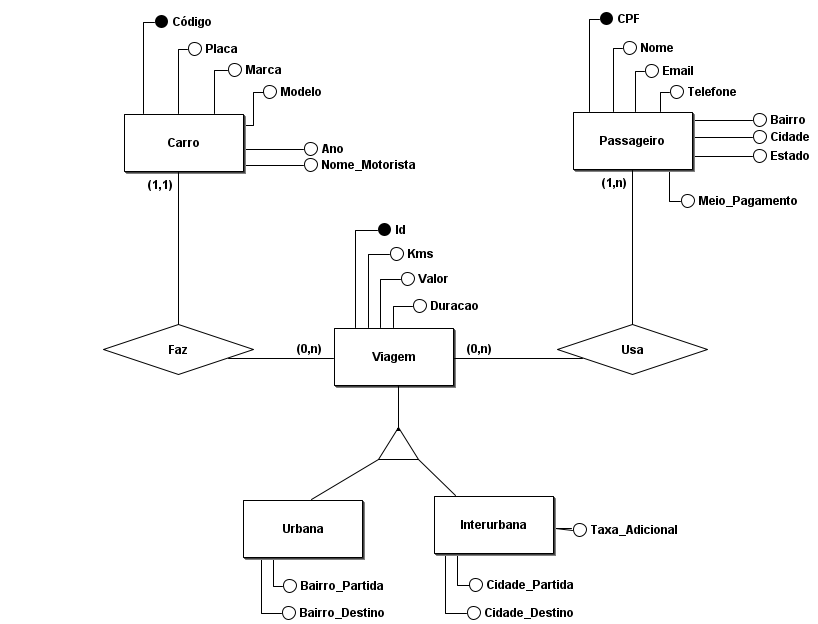 Código
Placa
Marca
Modelo
Carro
Ano
Nome_Motorista
(1,1)
CPF
Nome
Email
Telefone
Passageiro
Bairro
Cidade
Estado
(1,n)
Meio_Pagamento
Id
Kms
Valor
Duracao
Faz
(0,n)
Viagem
(0,n)
Usa
Urbana
Bairro_Partida
Bairro_Destino
Interurbana
Taxa_Adicional
Cidade_Partida
Cidade_Destino